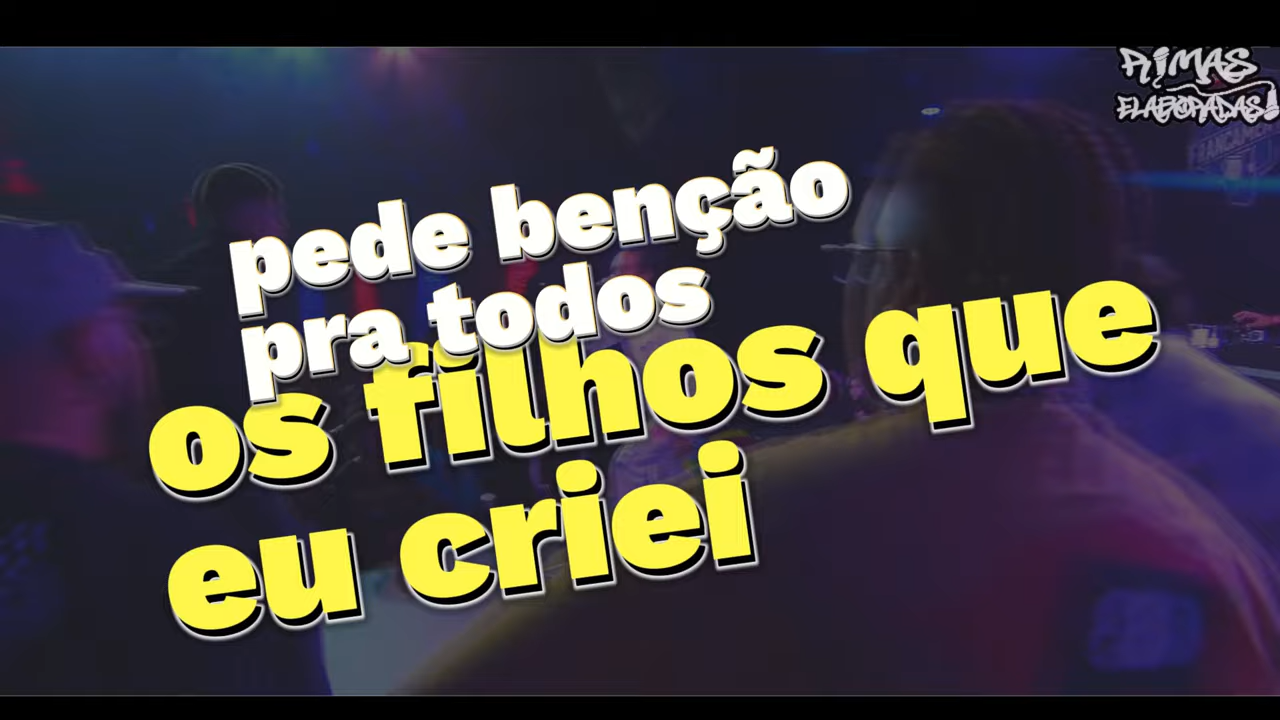 RIMAS
ELABORADAS
pede benção
pra todos
os filhos que
eu criei